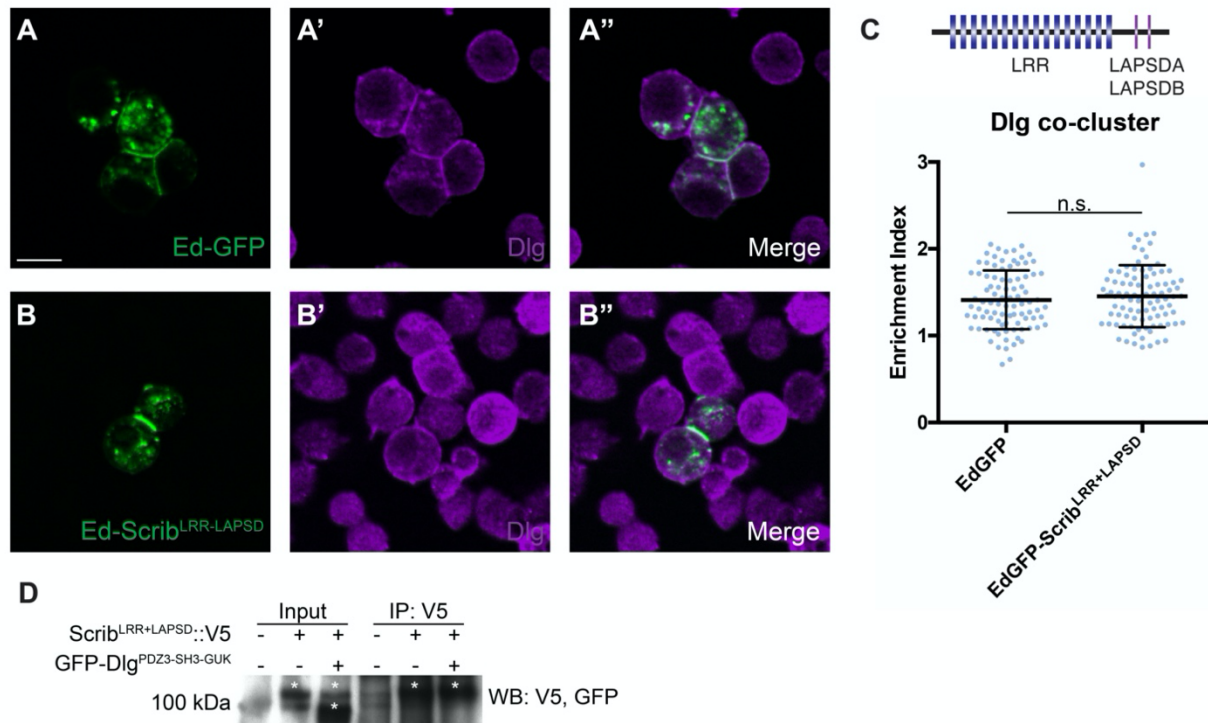 A
A'
A''
Ed-GFP
Dlg
Merge
B
B'
B''
Ed-Scrib^LRR-LAPSD
Dlg
Merge
C
LRR
LAPSDA
LAPSDB
Dlg co-cluster
Enrichment Index
3
2
1
0
n.s.
EdGFP
EdGFP-Scrib^LRR+LAPSD
D
Input IP: V5
Scrib^LRR+LAPSD::V5 - + + - + +
GFP-Dlg^PDZ3-SH3-GUK - - + - - +
* * * *
100 kDa * WB: V5, GFP